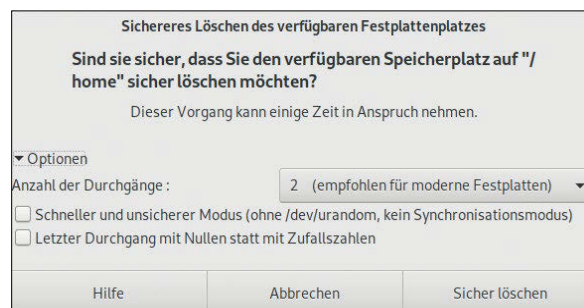 Sichereres Löschen des verfügbaren Festplattenplatzes
Sind sie sicher, dass Sie den verfügbaren Speicherplatz auf "/
home" sicher löschen möchten?
Dieser Vorgang kann einige Zeit in Anspruch nehmen.
Optionen
Anzahl der Durchgänge : 2 (empfohlen für moderne Festplatten)
Schneller und unsicherer Modus (ohne /dev/urandom, kein Synchronisationsmodus)
Letzter Durchgang mit Nullen statt mit Zufallszahlen
Hilfe Abbrechen Sicher löschen